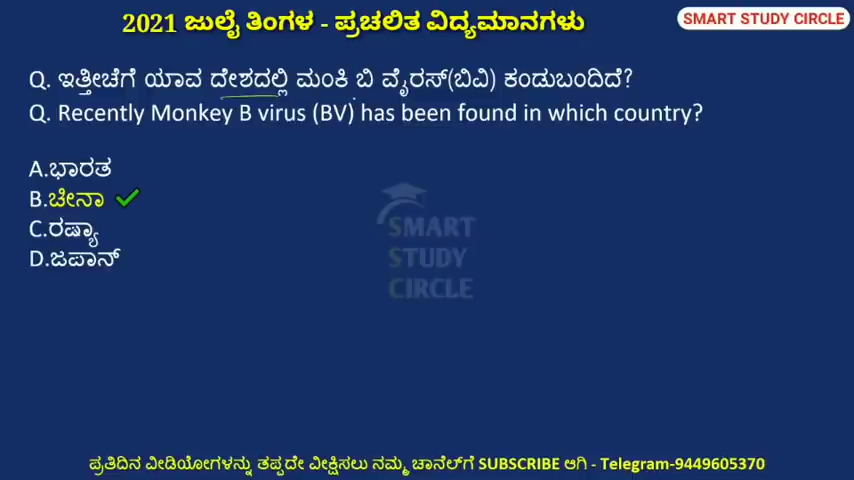 2021 ಜುಲೈ ತಿಂಗಳ - ಪ್ರಚಲಿತ ವಿದ್ಯಮಾನಗಳು
SMART STUDY CIRCLE
Q. ಇತ್ತೀಚೆಗೆ ಯಾವ ದೇಶದಲ್ಲಿ ಮಂಕಿ ಬಿ ವೈರಸ್(ಬಿವಿ) ಕಂಡುಬಂದಿದೆ?
Q. Recently Monkey B virus (BV) has been found in which country?
A.ಭಾರತ
B.ಚೀನಾ
C.ರಷ್ಯಾ
D.ಜಪಾನ್
SMART
STUDY
CIRCLE
ಪ್ರತಿದಿನ ವೀಡಿಯೋಗಳನ್ನು ತಪ್ಪದೇ ವೀಕ್ಷಿಸಲು ನಮ್ಮ ಚಾನೆಲ್‌ಗೆ SUBSCRIBE ಆಗಿ - Telegram-9449605370